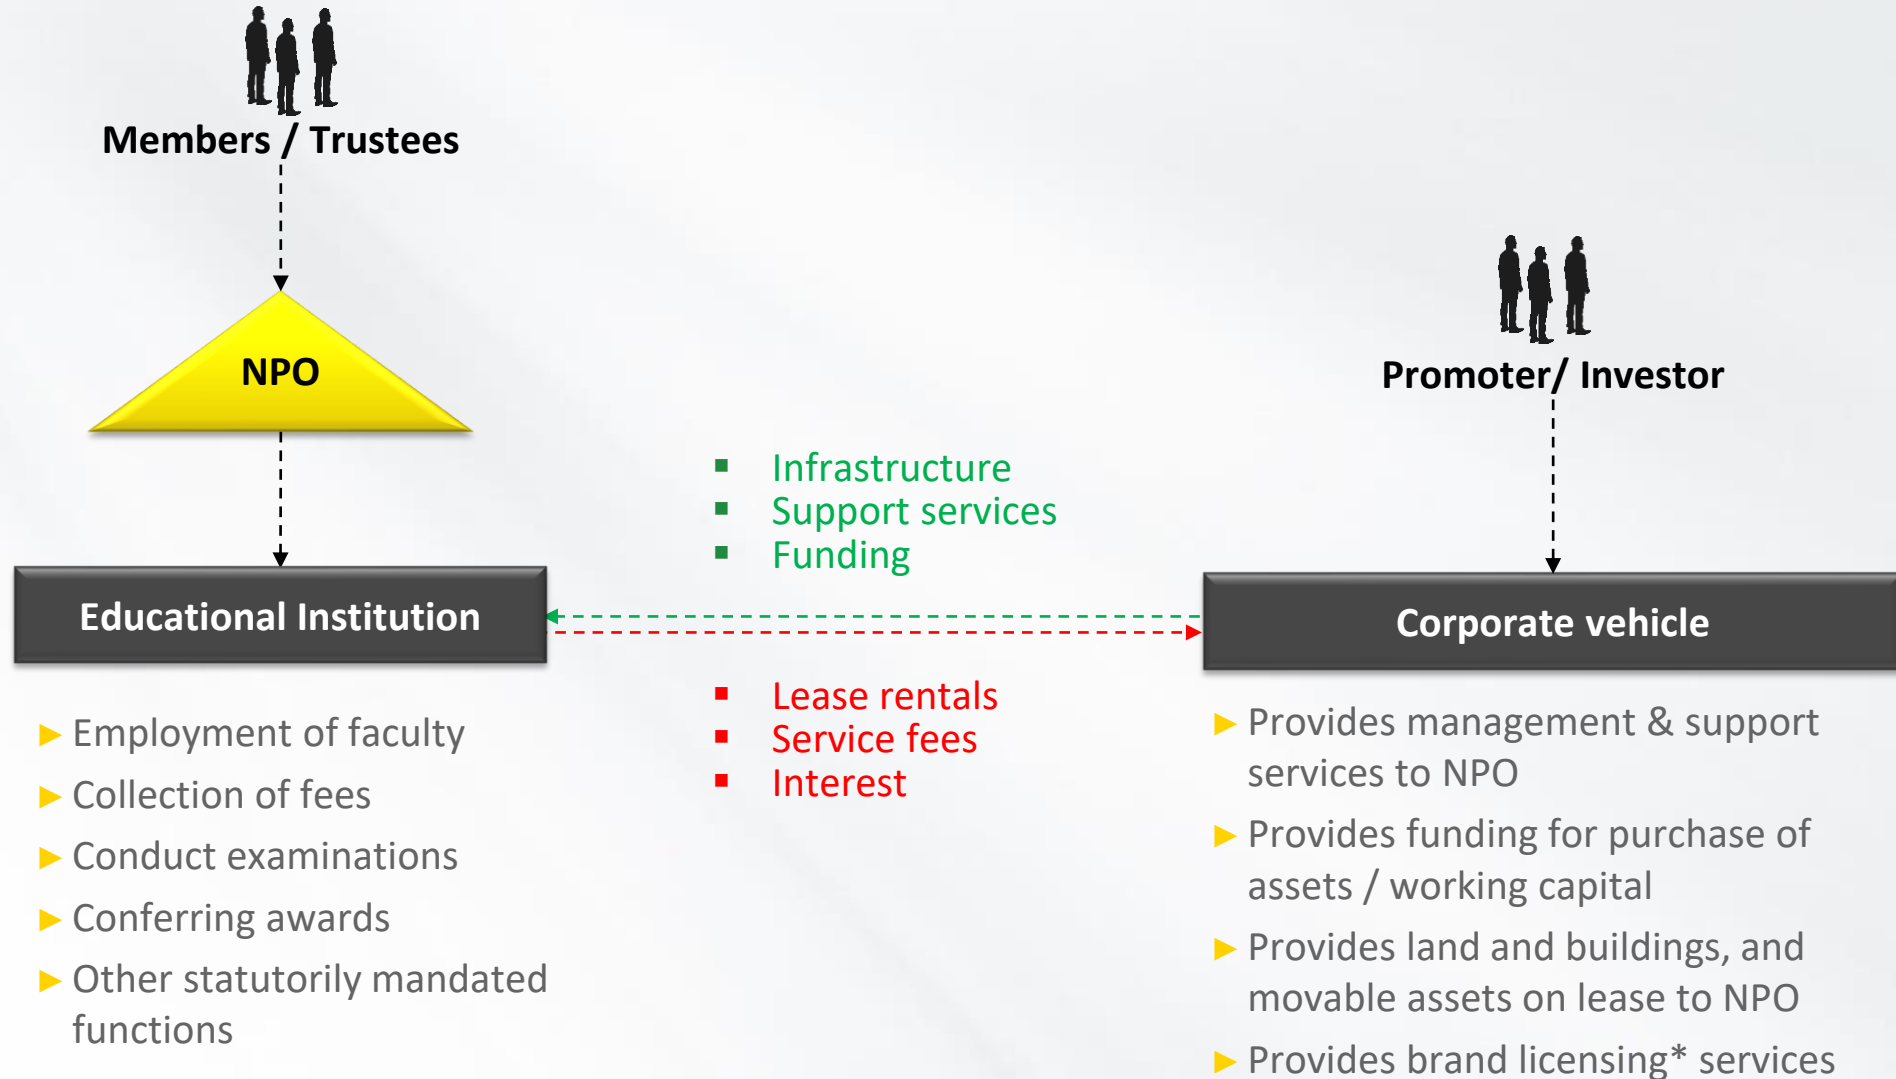 Members / Trustees
NPO
Educational Institution
▶ Employment of faculty
▶ Collection of fees
▶ Conduct examinations
▶ Conferring awards
▶ Other statutorily mandated
functions
▪ Infrastructure
▪ Support services
▪ Funding
▪ Lease rentals
▪ Service fees
▪ Interest
Promoter/ Investor
Corporate vehicle
▶ Provides management & support
services to NPO
▶ Provides funding for purchase of
assets / working capital
▶ Provides land and buildings, and
movable assets on lease to NPO
▶ Provides brand licensing* services